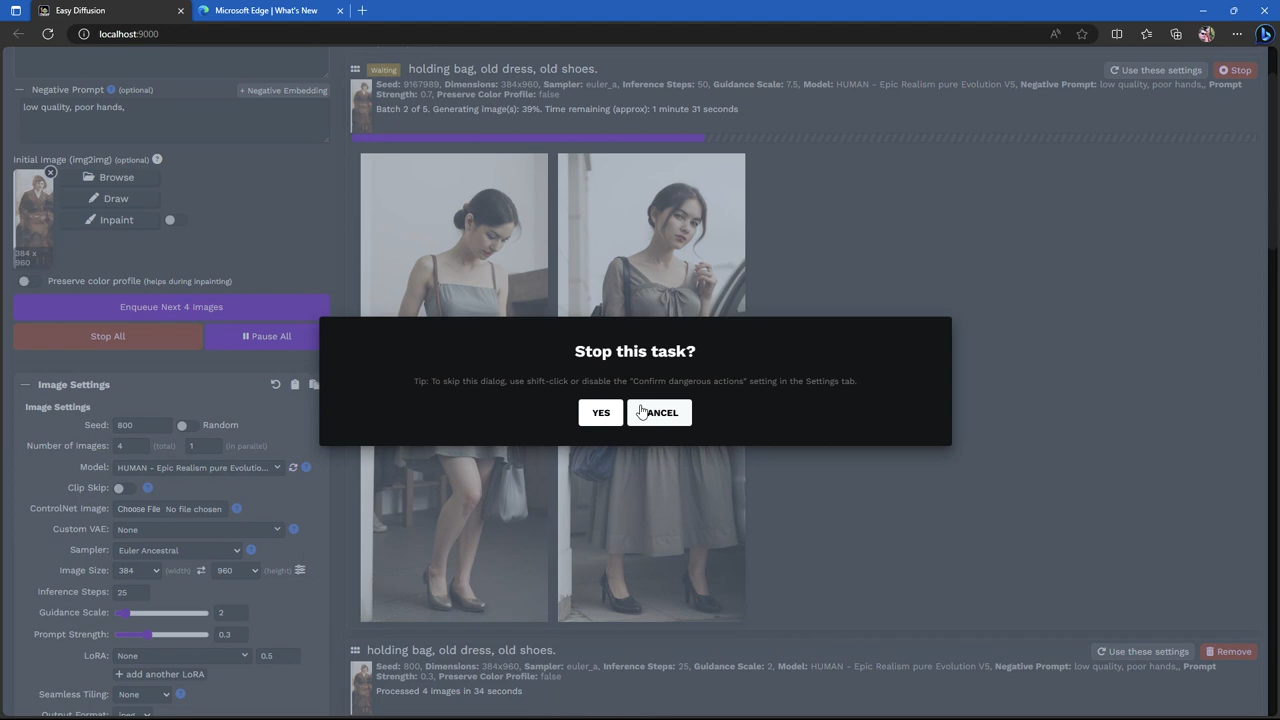 Easy Diffusion
Microsoft Edge | What's New
localhost:9000
Negative Prompt (optional)
+ Negative Embedding
low quality, poor hands,
Initial Image (img2img) (optional)
Browse
Draw
Inpaint
384 x
960
Preserve color profile (helps during inpainting)
Enqueue Next 4 Images
Stop All
Pause All
Image Settings
Image Settings
Seed: 800 Random
Number of images: 4 (total) 1 (in parallel)
Model: HUMAN - Epic Realism pure Evolutio...
Clip Skip:
ControlNet Image: Choose File No file chosen
Custom VAE: None
Sampler: Euler Ancestral
Image Size: 384 (width) 960 (height)
Inference Steps: 25
Guidance Scale: 2
Prompt Strength: 0.3
LoRA: None 0.5
+ add another LoRA
Seamless Tiling: None
Output Format: jpeg
Waiting holding bag, old dress, old shoes.
Use these settings Stop
Seed: 9167989, Dimensions: 384x960, Sampler: euler_a, Inference Steps: 50, Guidance Scale: 7.5, Model: HUMAN - Epic Realism pure Evolution V5, Negative Prompt: low quality, poor hands,, Prompt
Strength: 0.7, Preserve Color Profile: false
Batch 2 of 5. Generating image(s): 39%. Time remaining (approx): 1 minute 31 seconds
Stop this task?
Tip: To skip this dialog, use shift-click or disable the "Confirm dangerous actions" setting in the Settings tab.
YES
holding bag, old dress, old shoes.
Use these settings Remove
Seed: 800, Dimensions: 384x960, Sampler: euler_a, Inference Steps: 25, Guidance Scale: 2, Model: HUMAN - Epic Realism pure Evolution V5, Negative Prompt: low quality, poor hands,, Prompt
Strength: 0.3, Preserve Color Profile: false
Processed 4 images in 34 seconds